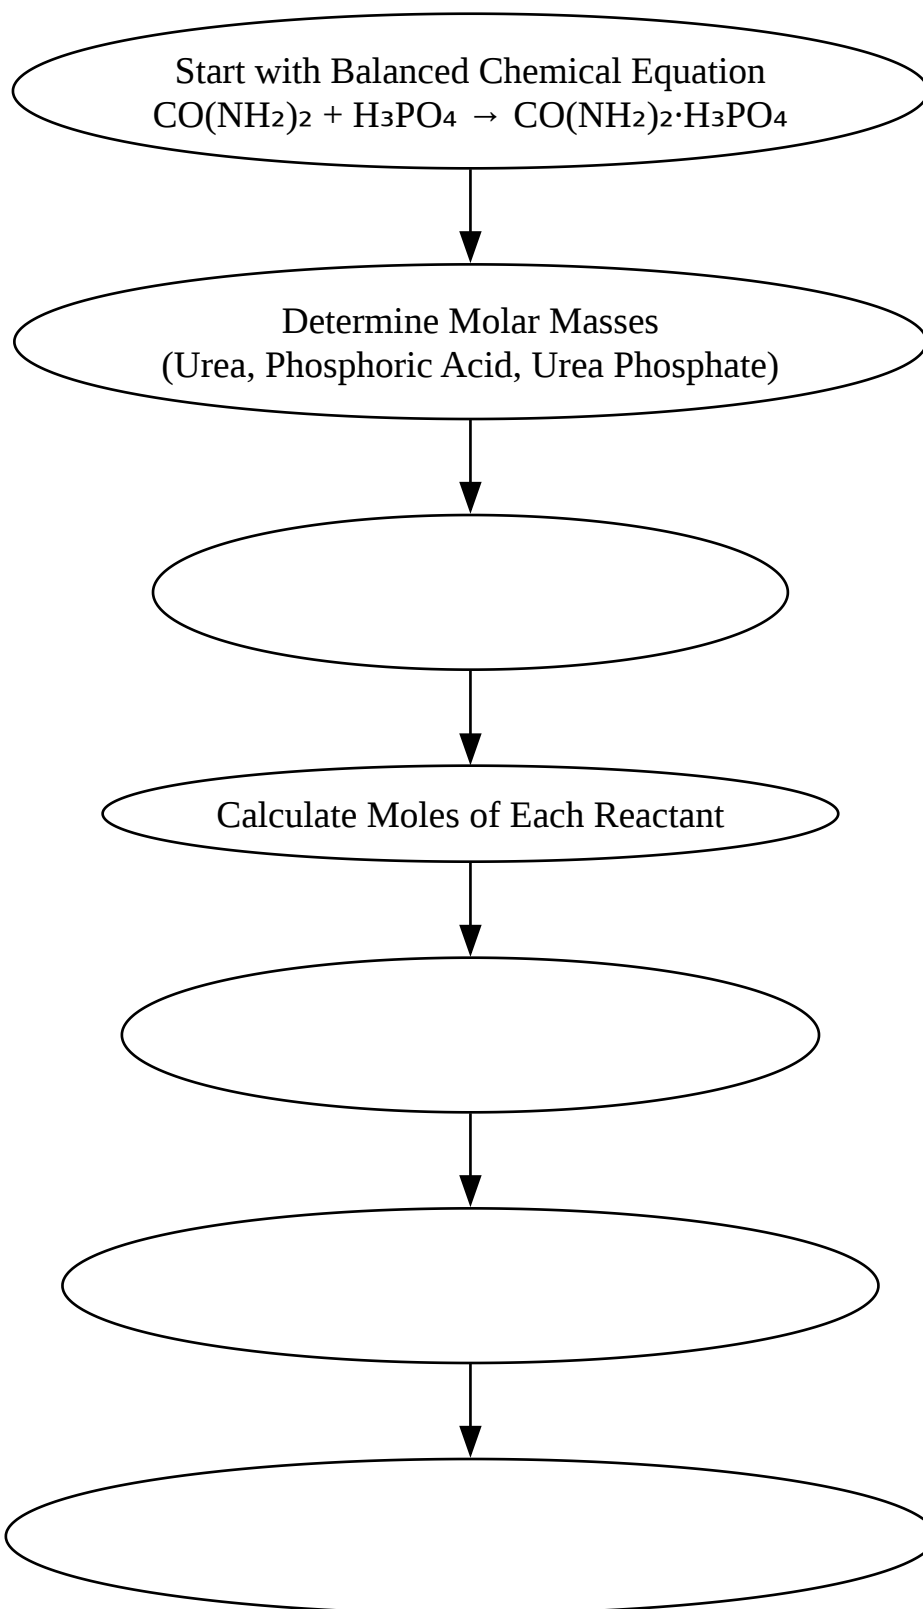 Start with Balanced Chemical Equation
CO(NH₂)₂ + H₃PO₄ → CO(NH₂)₂·H₃PO₄
Determine Molar Masses
(Urea, Phosphoric Acid, Urea Phosphate)
Calculate Moles of Each Reactant